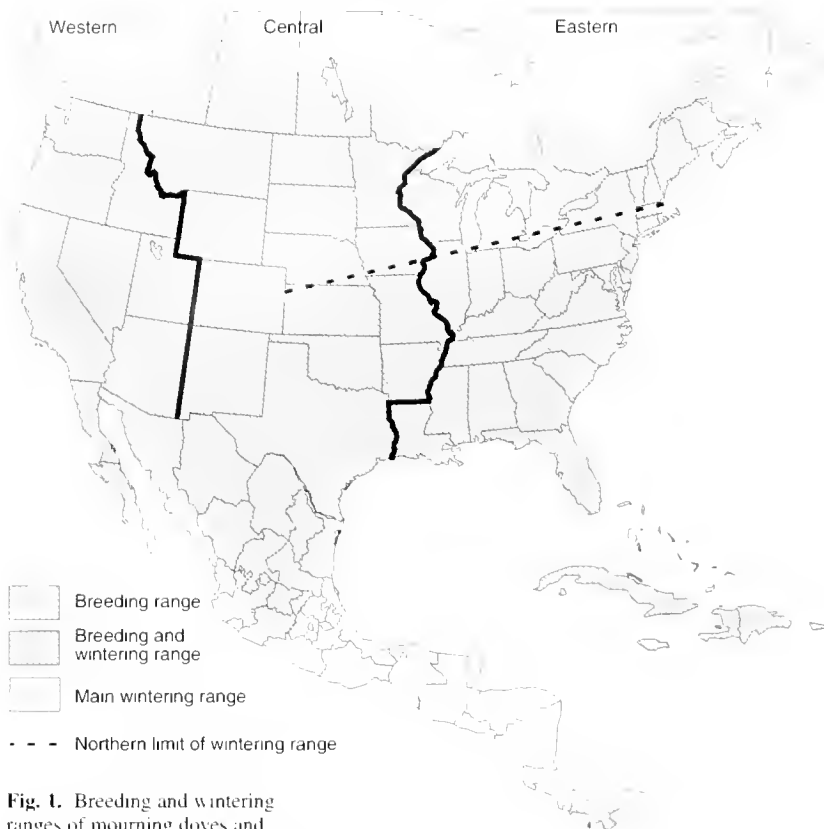 Western Central Eastern
Breeding range
Breeding and
wintering range
Main wintering range
- - - Northern limit of wintering range
Fig. 1. Breeding and wintering
ranges of mourning doves and